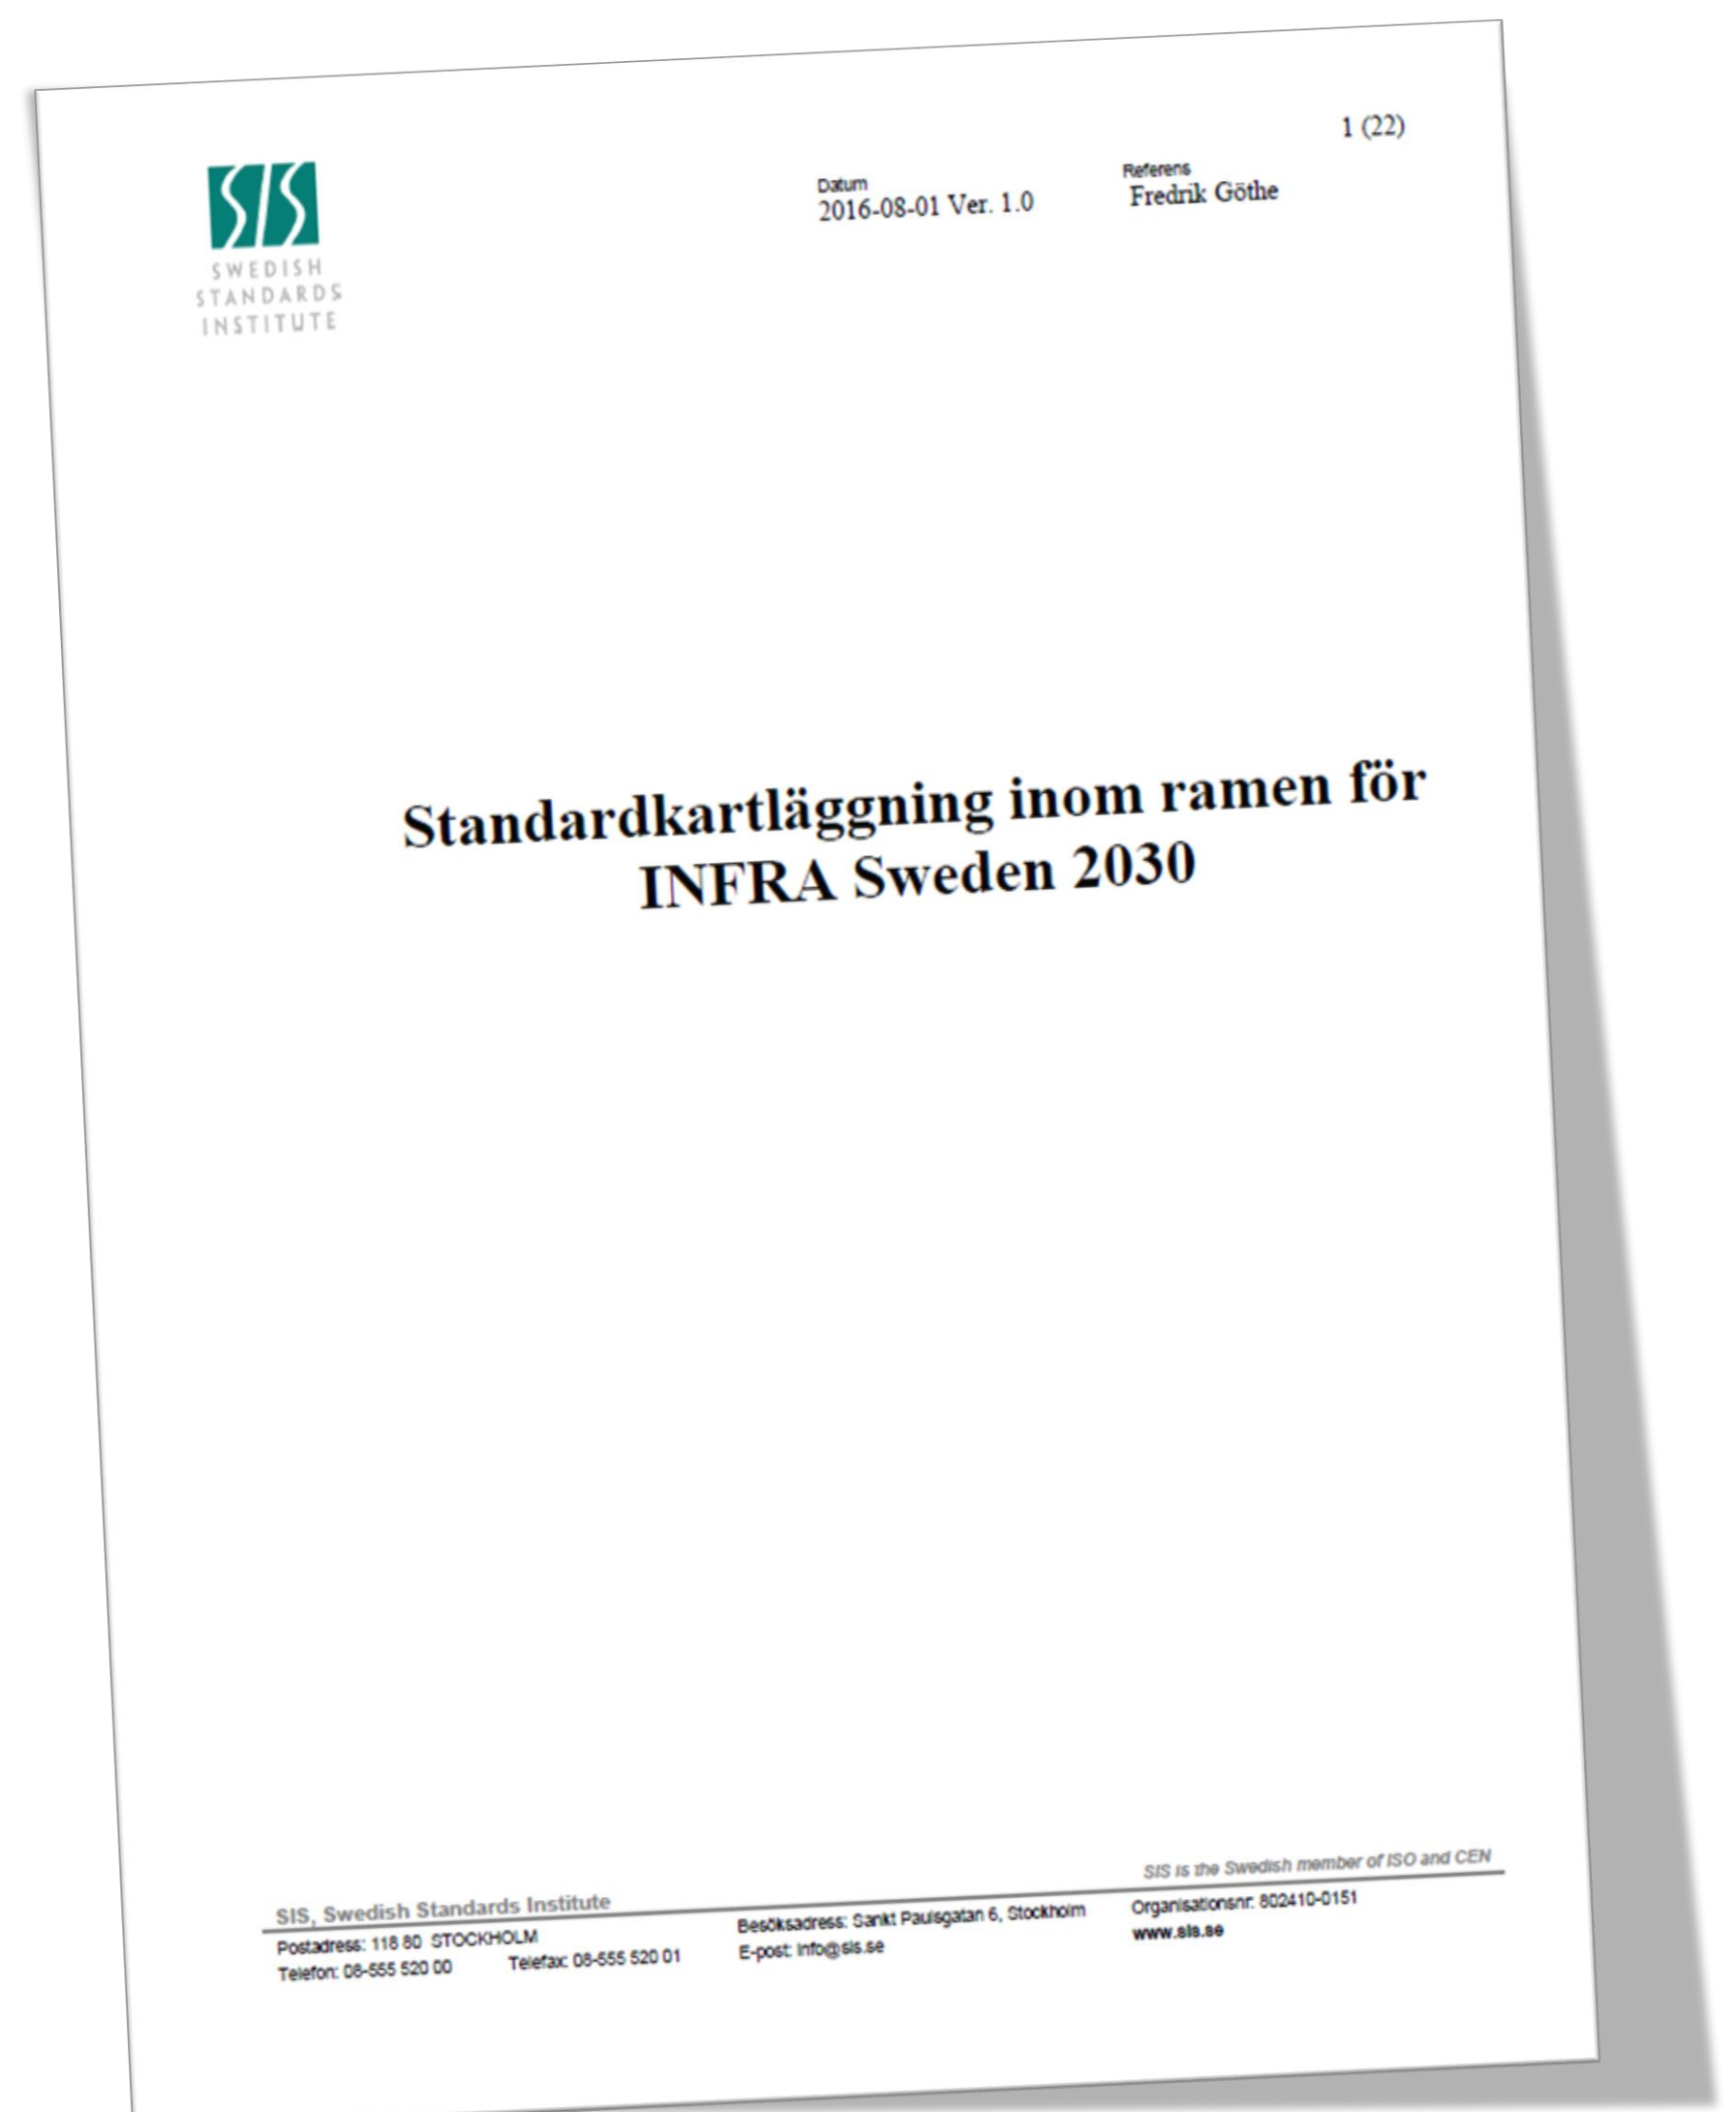 1 (22)
SIS
SWEDISH
STANDARDS
INSTITUTE
Datum
2016-08-01 Ver. 1.0
Referens
Fredrik Göthe
Standardkartläggning inom ramen för
INFRA Sweden 2030
SIS is the Swedish member of ISO and CEN
SIS, Swedish Standards Institute
Postadress: 118 80 STOCKHOLM
Telefon: 08-555 520 00 Telefax: 08-555 520 01
Besöksadress: Sankt Paulsgatan 6, Stockholm
E-post: info@sis.se
Organisationsnr: 802410-0151
www.sis.se